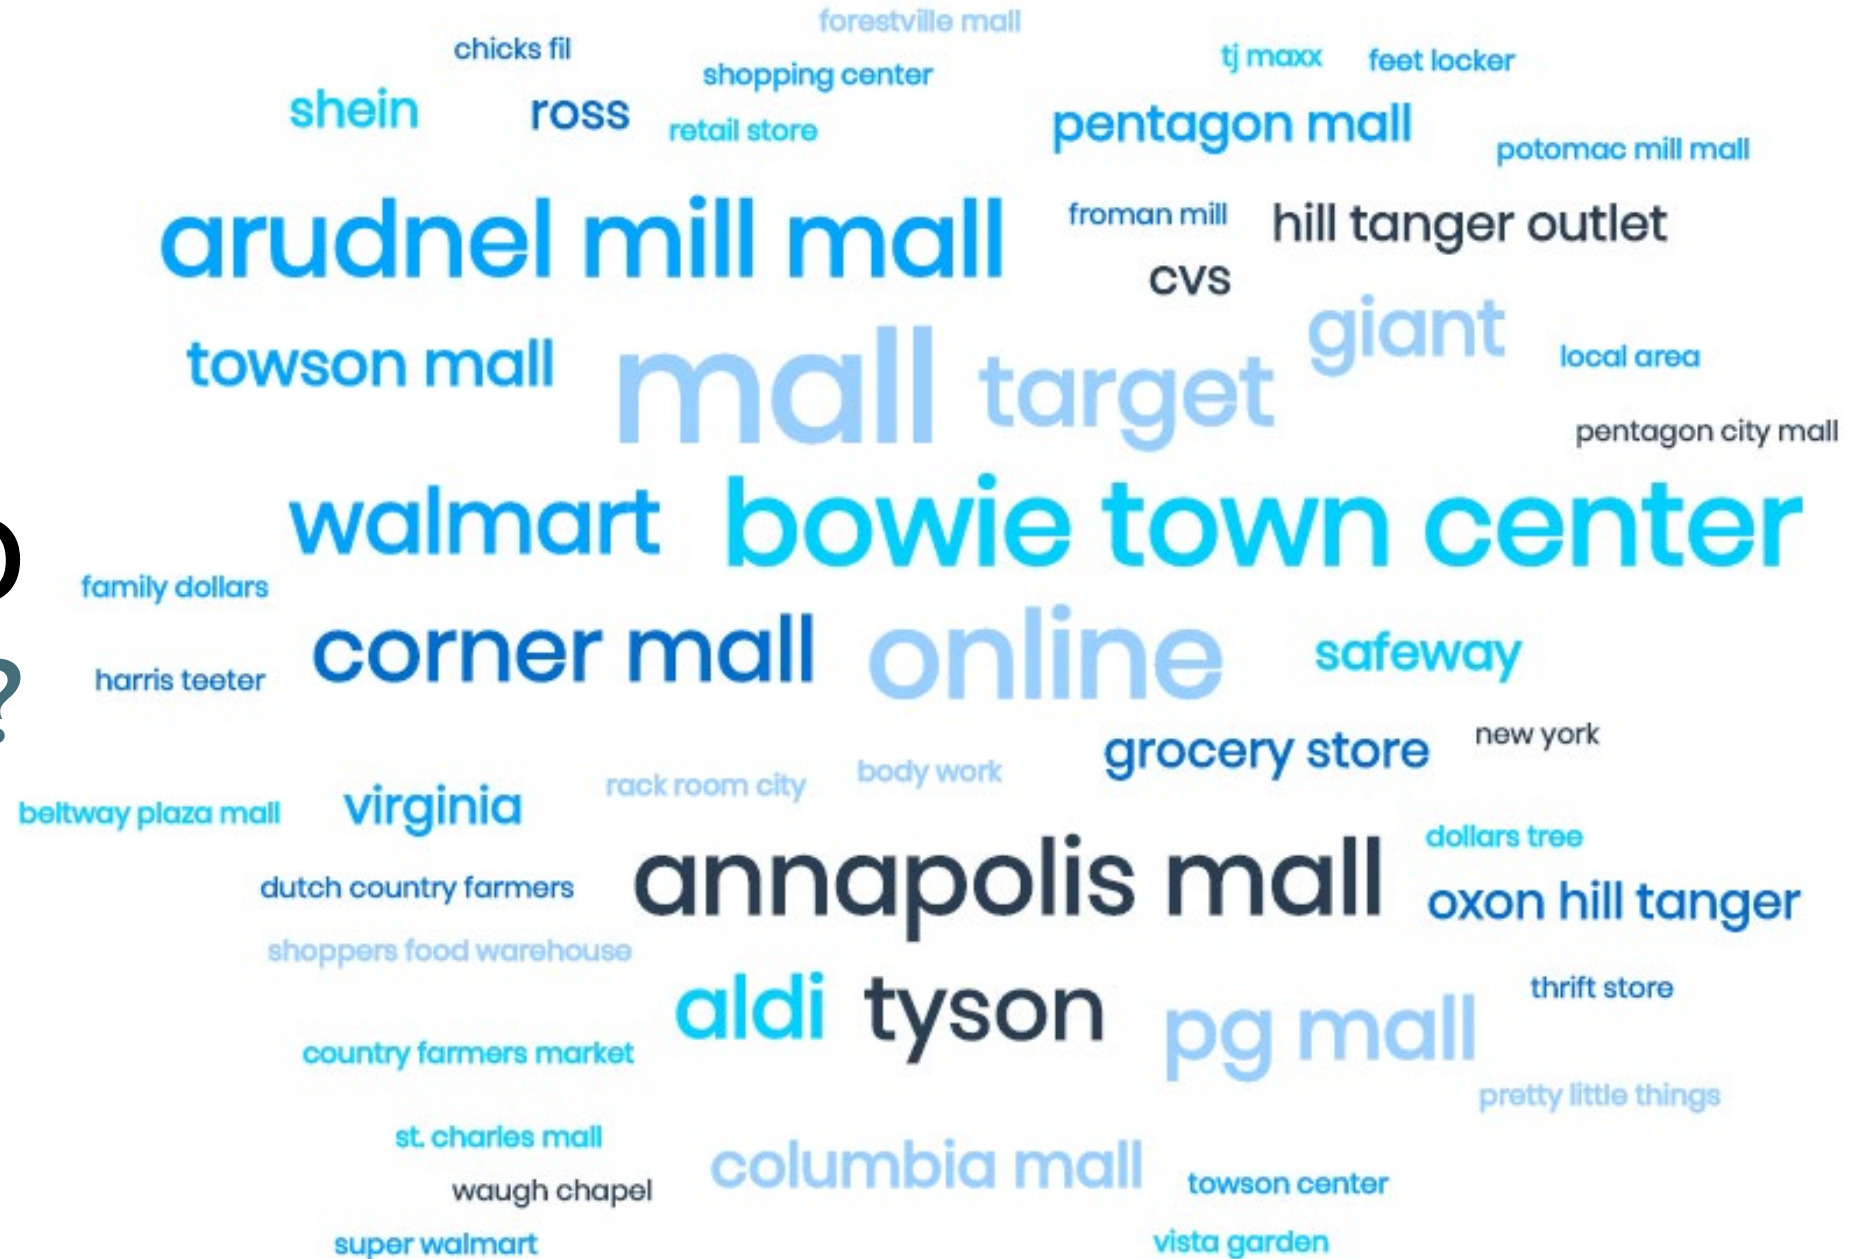 forestville mall
chicks fil
tj maxx
feet locker
shopping center
shein
ross
retail store
pentagon mall
potomac mill mall
arudnel mill mall
froman mill
hill tanger outlet
cvs
giant
towson mall
mall
target
local area
pentagon city mall
walmart
bowie town center
family dollars
corner mall
online
safeway
harris teeter
?
grocery store
new york
rack room city
body work
beltway plaza mall
virginia
annapolis mall
dollars tree
dutch country farmers
oxon hill tanger
shoppers food warehouse
aldi
tyson
pg mall
thrift store
country farmers market
pretty little things
st. charles mall
columbia mall
waugh chapel
towson center
super walmart
vista garden